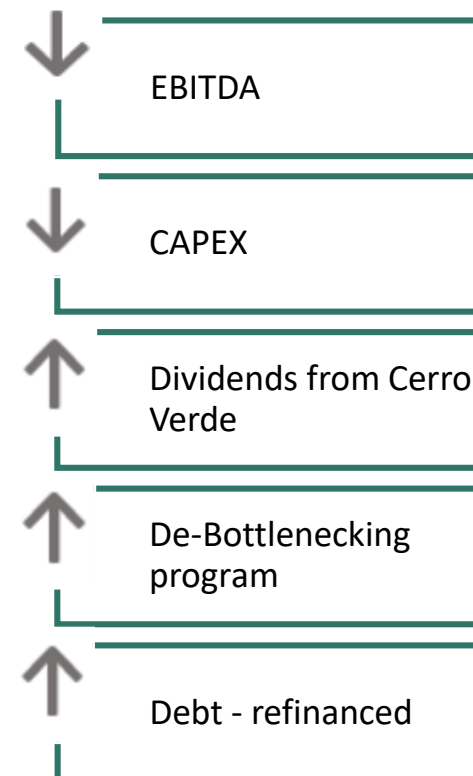 EBITDA
CAPEX
Dividends from Cerro
Verde
De-Bottlenecking
program
Debt - refinanced